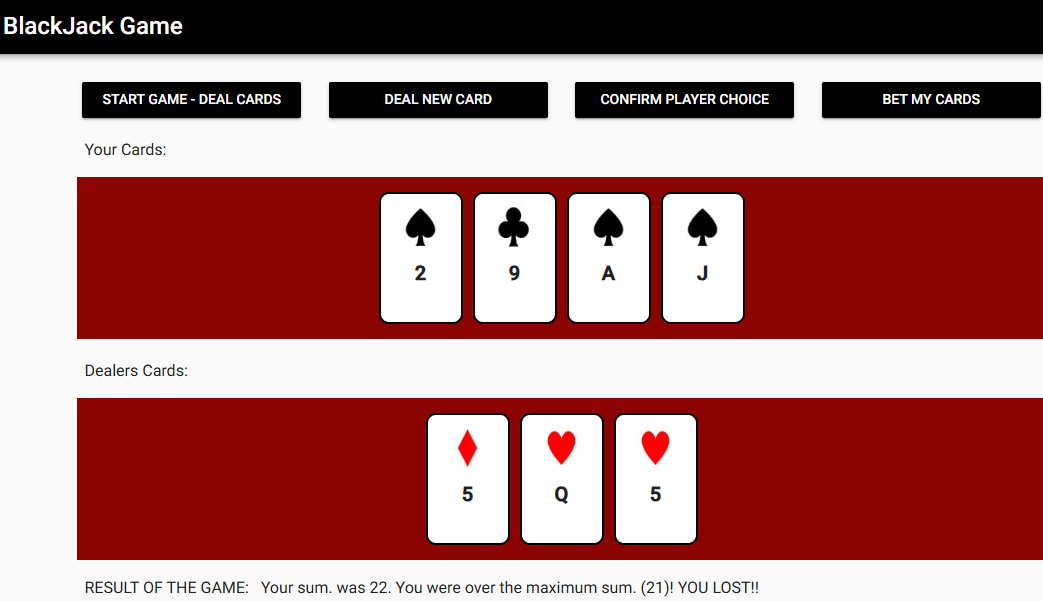 BlackJack Game
START GAME - DEAL CARDS DEAL NEW CARD CONFIRM PLAYER CHOICE BET MY CARDS
Your Cards:
2 9 A J
Dealers Cards:
5 Q 5
RESULT OF THE GAME: Your sum. was 22. You were over the maximum sum. (21)! YOU LOST!!